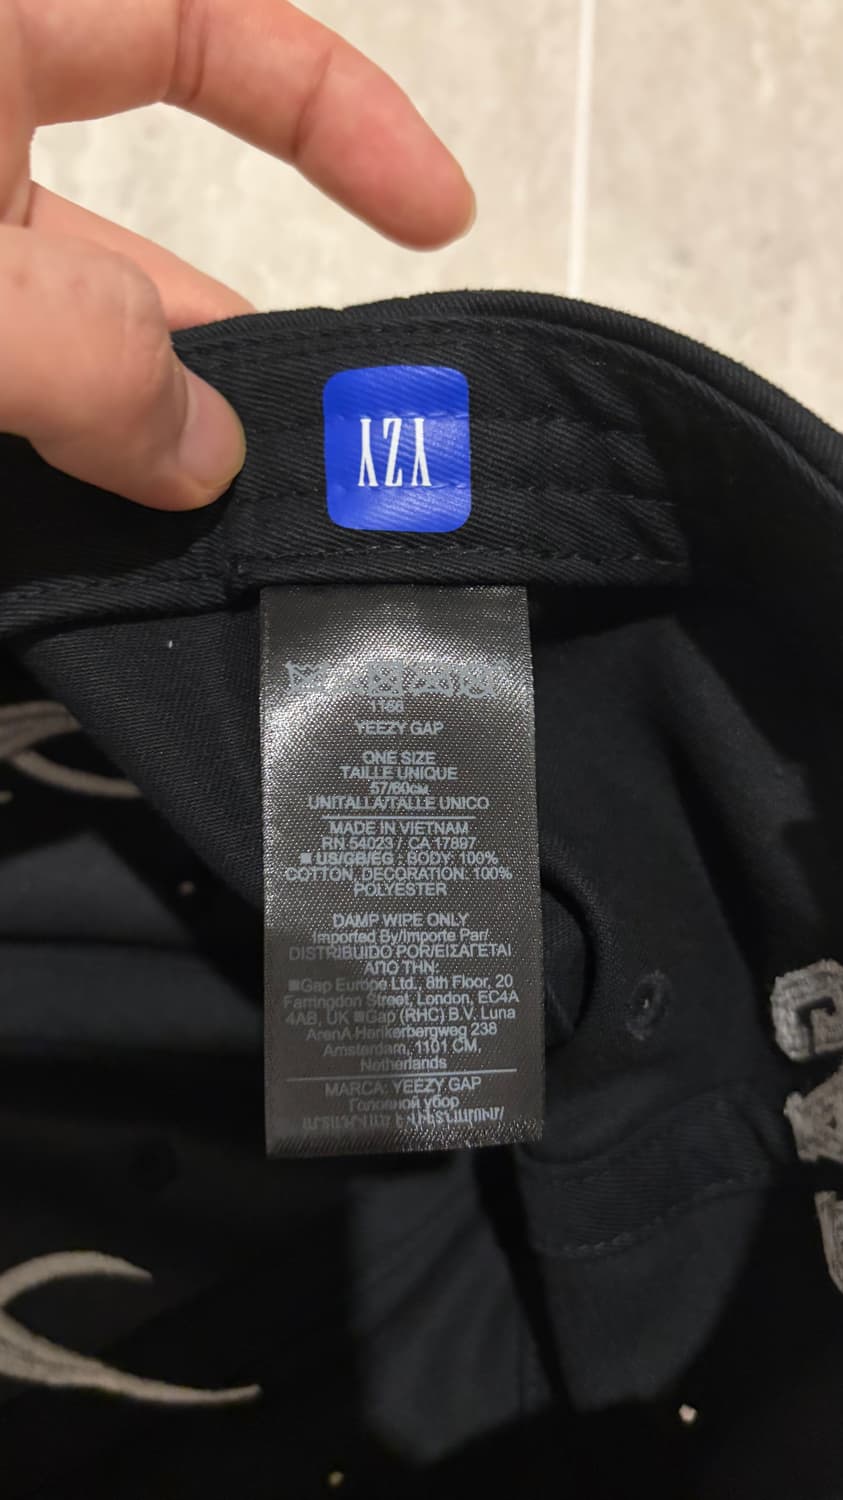 YZY
1156
YEEZY GAP
ONE SIZE
TAILLE UNIQUE
57/60см
UNITALLA/TALLE UNICO
MADE IN VIETNAM
RN 54023 / CA 17897
■ US/GB/EG : BODY: 100%
COTTON, DECORATION: 100%
POLYESTER
DAMP WIPE ONLY
Imported By/Importe Par/
DISTRIBUIDO POR/ΕΙΣΑΓΕΤΑΙ
ΑΠΟ ΤΗΝ:
■Gap Europe Ltd., 8th Floor, 20
Farringdon Street, London, EC4A
4AB, UK ■Gap (RHC) B.V. Luna
ArenA Herikerbergweg 238
Amsterdam, 1101 CM,
Netherlands
MARCA: YEEZY GAP
Головной убор
GAP